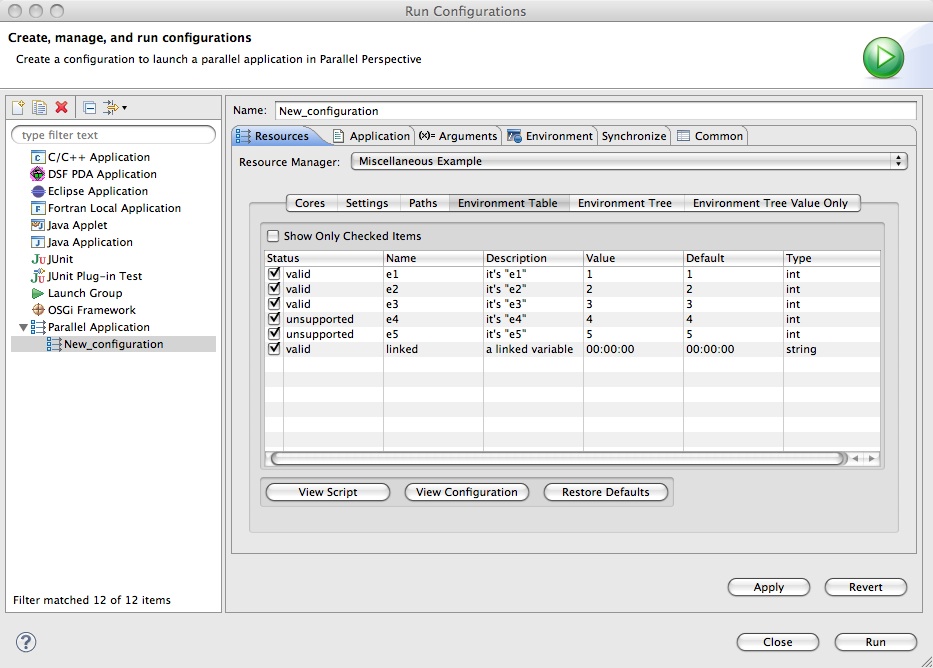 Run Configurations
Create, manage, and run configurations
Create a configuration to launch a parallel application in Parallel Perspective
type filter text
C/C++ Application
DSF PDA Application
Eclipse Application
Fortran Local Application
Java Applet
Java Application
JUnit
JUnit Plug-in Test
Launch Group
OSGi Framework
Parallel Application
New_configuration
Filter matched 12 of 12 items
Name: New_configuration
Resources Application (x)= Arguments Environment Synchronize Common
Resource Manager: Miscellaneous Example
Cores Settings Paths Environment Table Environment Tree Environment Tree Value Only
Show Only Checked Items
Status Name Description Value Default Type
valid e1 it's "e1" 1 1 int
valid e2 it's "e2" 2 2 int
valid e3 it's "e3" 3 3 int
unsupported e4 it's "e4" 4 4 int
unsupported e5 it's "e5" 5 5 int
valid linked a linked variable 00:00:00 00:00:00 string
View Script View Configuration Restore Defaults
Apply Revert
? Close Run